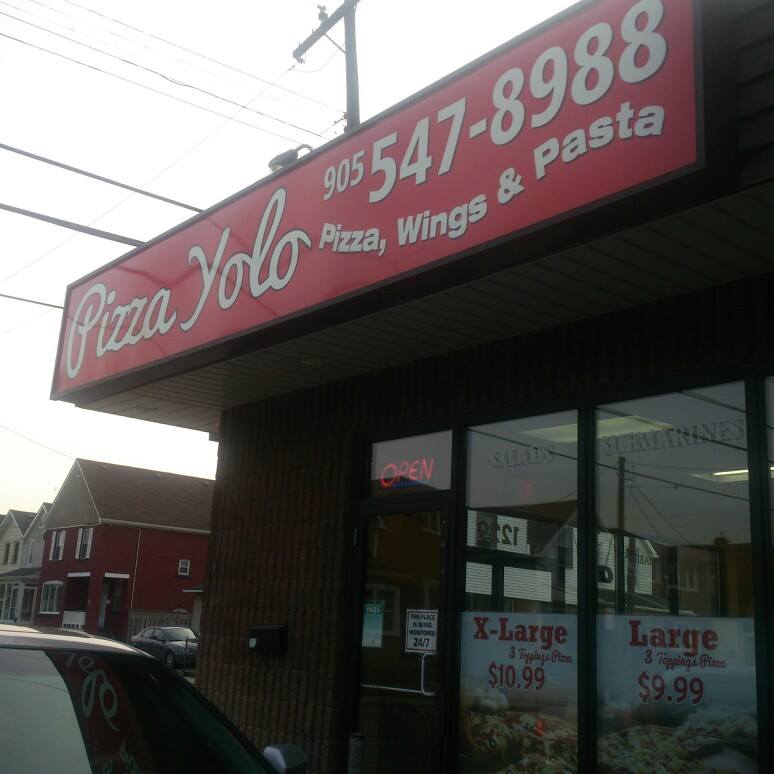 905 547-8988
Pizza Yolo
Pizza, Wings & Pasta
OPEN
SALADS
SUBMARINES
PASS
THIS PLACE
IS BEING
MONITORED
24/7
X-Large
3 Toppings Pizza
$10.99
Large
3 Toppings Pizza
$9.99